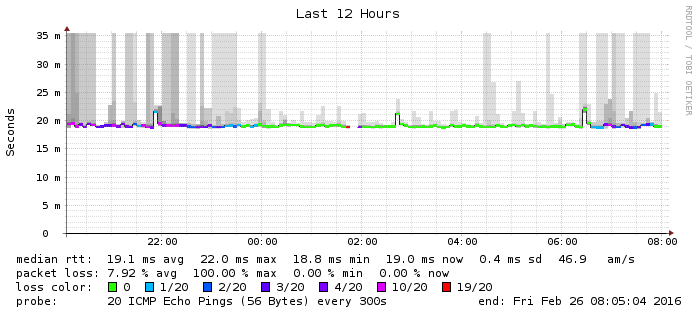 Last 12 Hours
RRDTOOL / TOBI OETIKER
Seconds
35 m
30 m
25 m
20 m
15 m
10 m
5 m
0
22:00 00:00 02:00 04:00 06:00 08:00
median rtt: 19.1 ms avg 22.0 ms max 18.8 ms min 19.0 ms now 0.4 ms sd 46.9 am/s
packet loss: 7.92 % avg 100.00 % max 0.00 % min 0.00 % now
loss color: 0 1/20 2/20 3/20 4/20 10/20 19/20
probe: 20 ICMP Echo Pings (56 Bytes) every 300s end: Fri Feb 26 08:05:04 2016